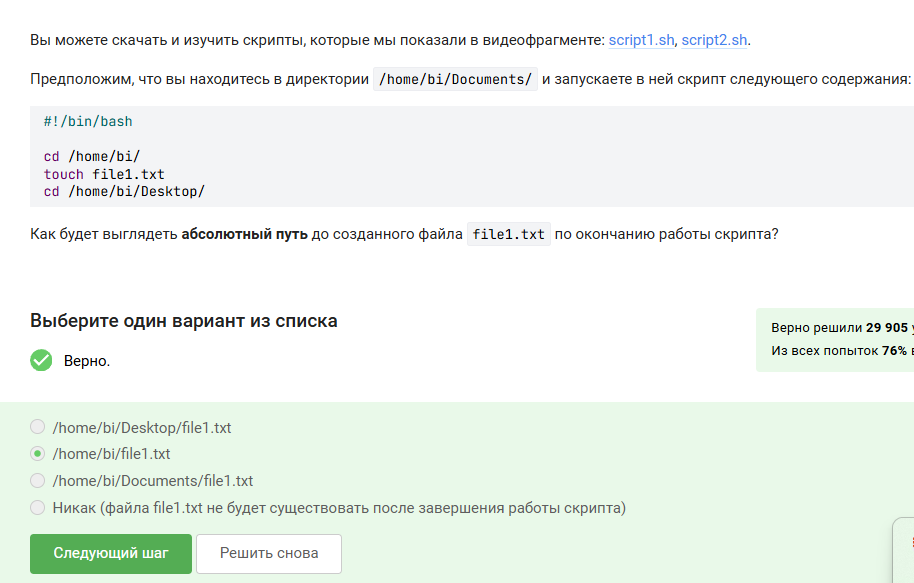 Вы можете скачать и изучить скрипты, которые мы показали в видеофрагменте: script1.sh, script2.sh.
Предположим, что вы находитесь в директории /home/bi/Documents/ и запускаете в ней скрипт следующего содержания:
#!/bin/bash
cd /home/bi/
touch file1.txt
cd /home/bi/Desktop/
Как будет выглядеть абсолютный путь до созданного файла file1.txt по окончанию работы скрипта?
Выберите один вариант из списка
Верно решили 29 905
Из всех попыток 76%
Верно.
/home/bi/Desktop/file1.txt
/home/bi/file1.txt
/home/bi/Documents/file1.txt
Никак (файла file1.txt не будет существовать после завершения работы скрипта)
Следующий шаг Решить снова